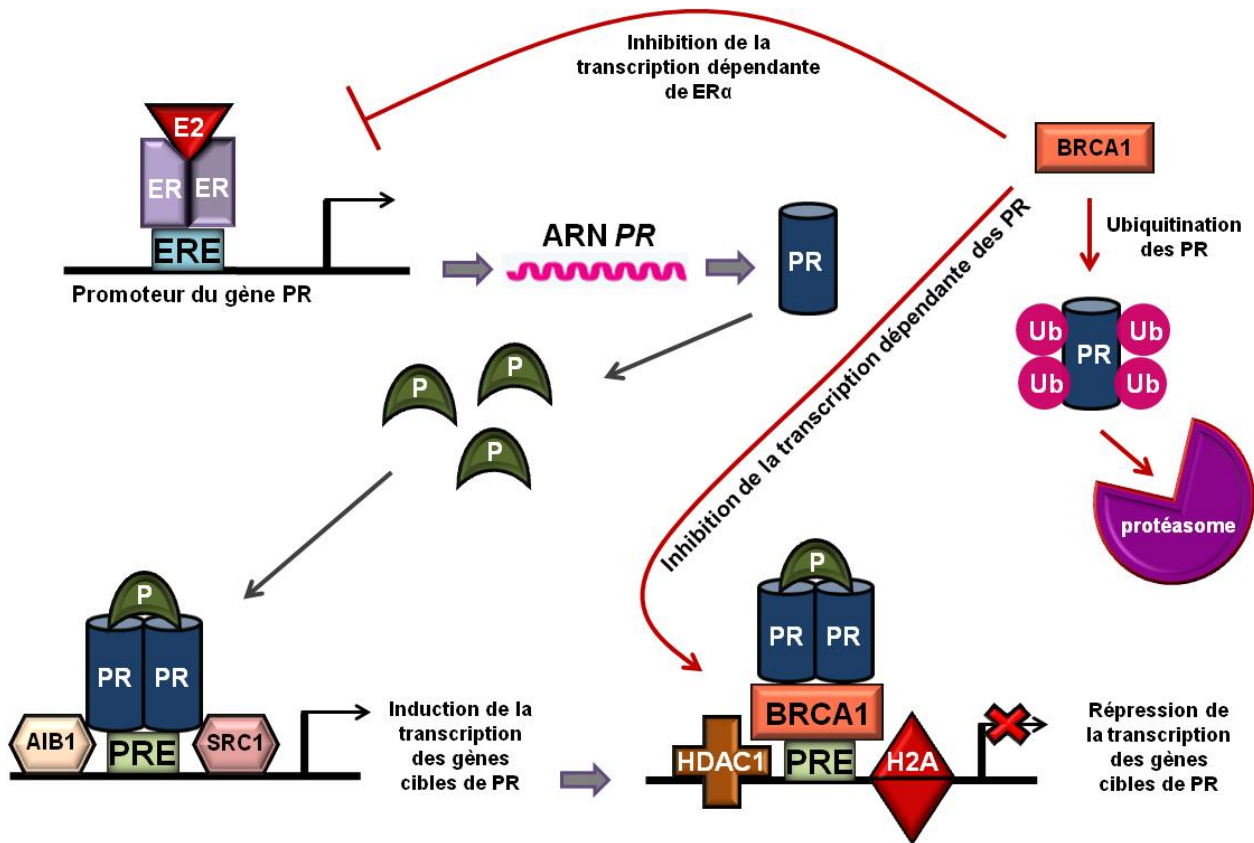 Inhibition de la
transcription dépendante
de ERα
E2
ER
ER
ERE
Promoteur du gène PR
ARN PR
PR
BRCA1
Ubiquitination
des PR
Ub
Ub
PR
Ub
Ub
protéasome
P
P
P
Inhibition de la transcription dépendante des PR
P
PR
PR
AIB1
PRE
SRC1
Induction de la
transcription
des gènes
cibles de PR
P
PR
PR
BRCA1
HDAC1
PRE
H2A
Répression de
la transcription
des gènes
cibles de PR